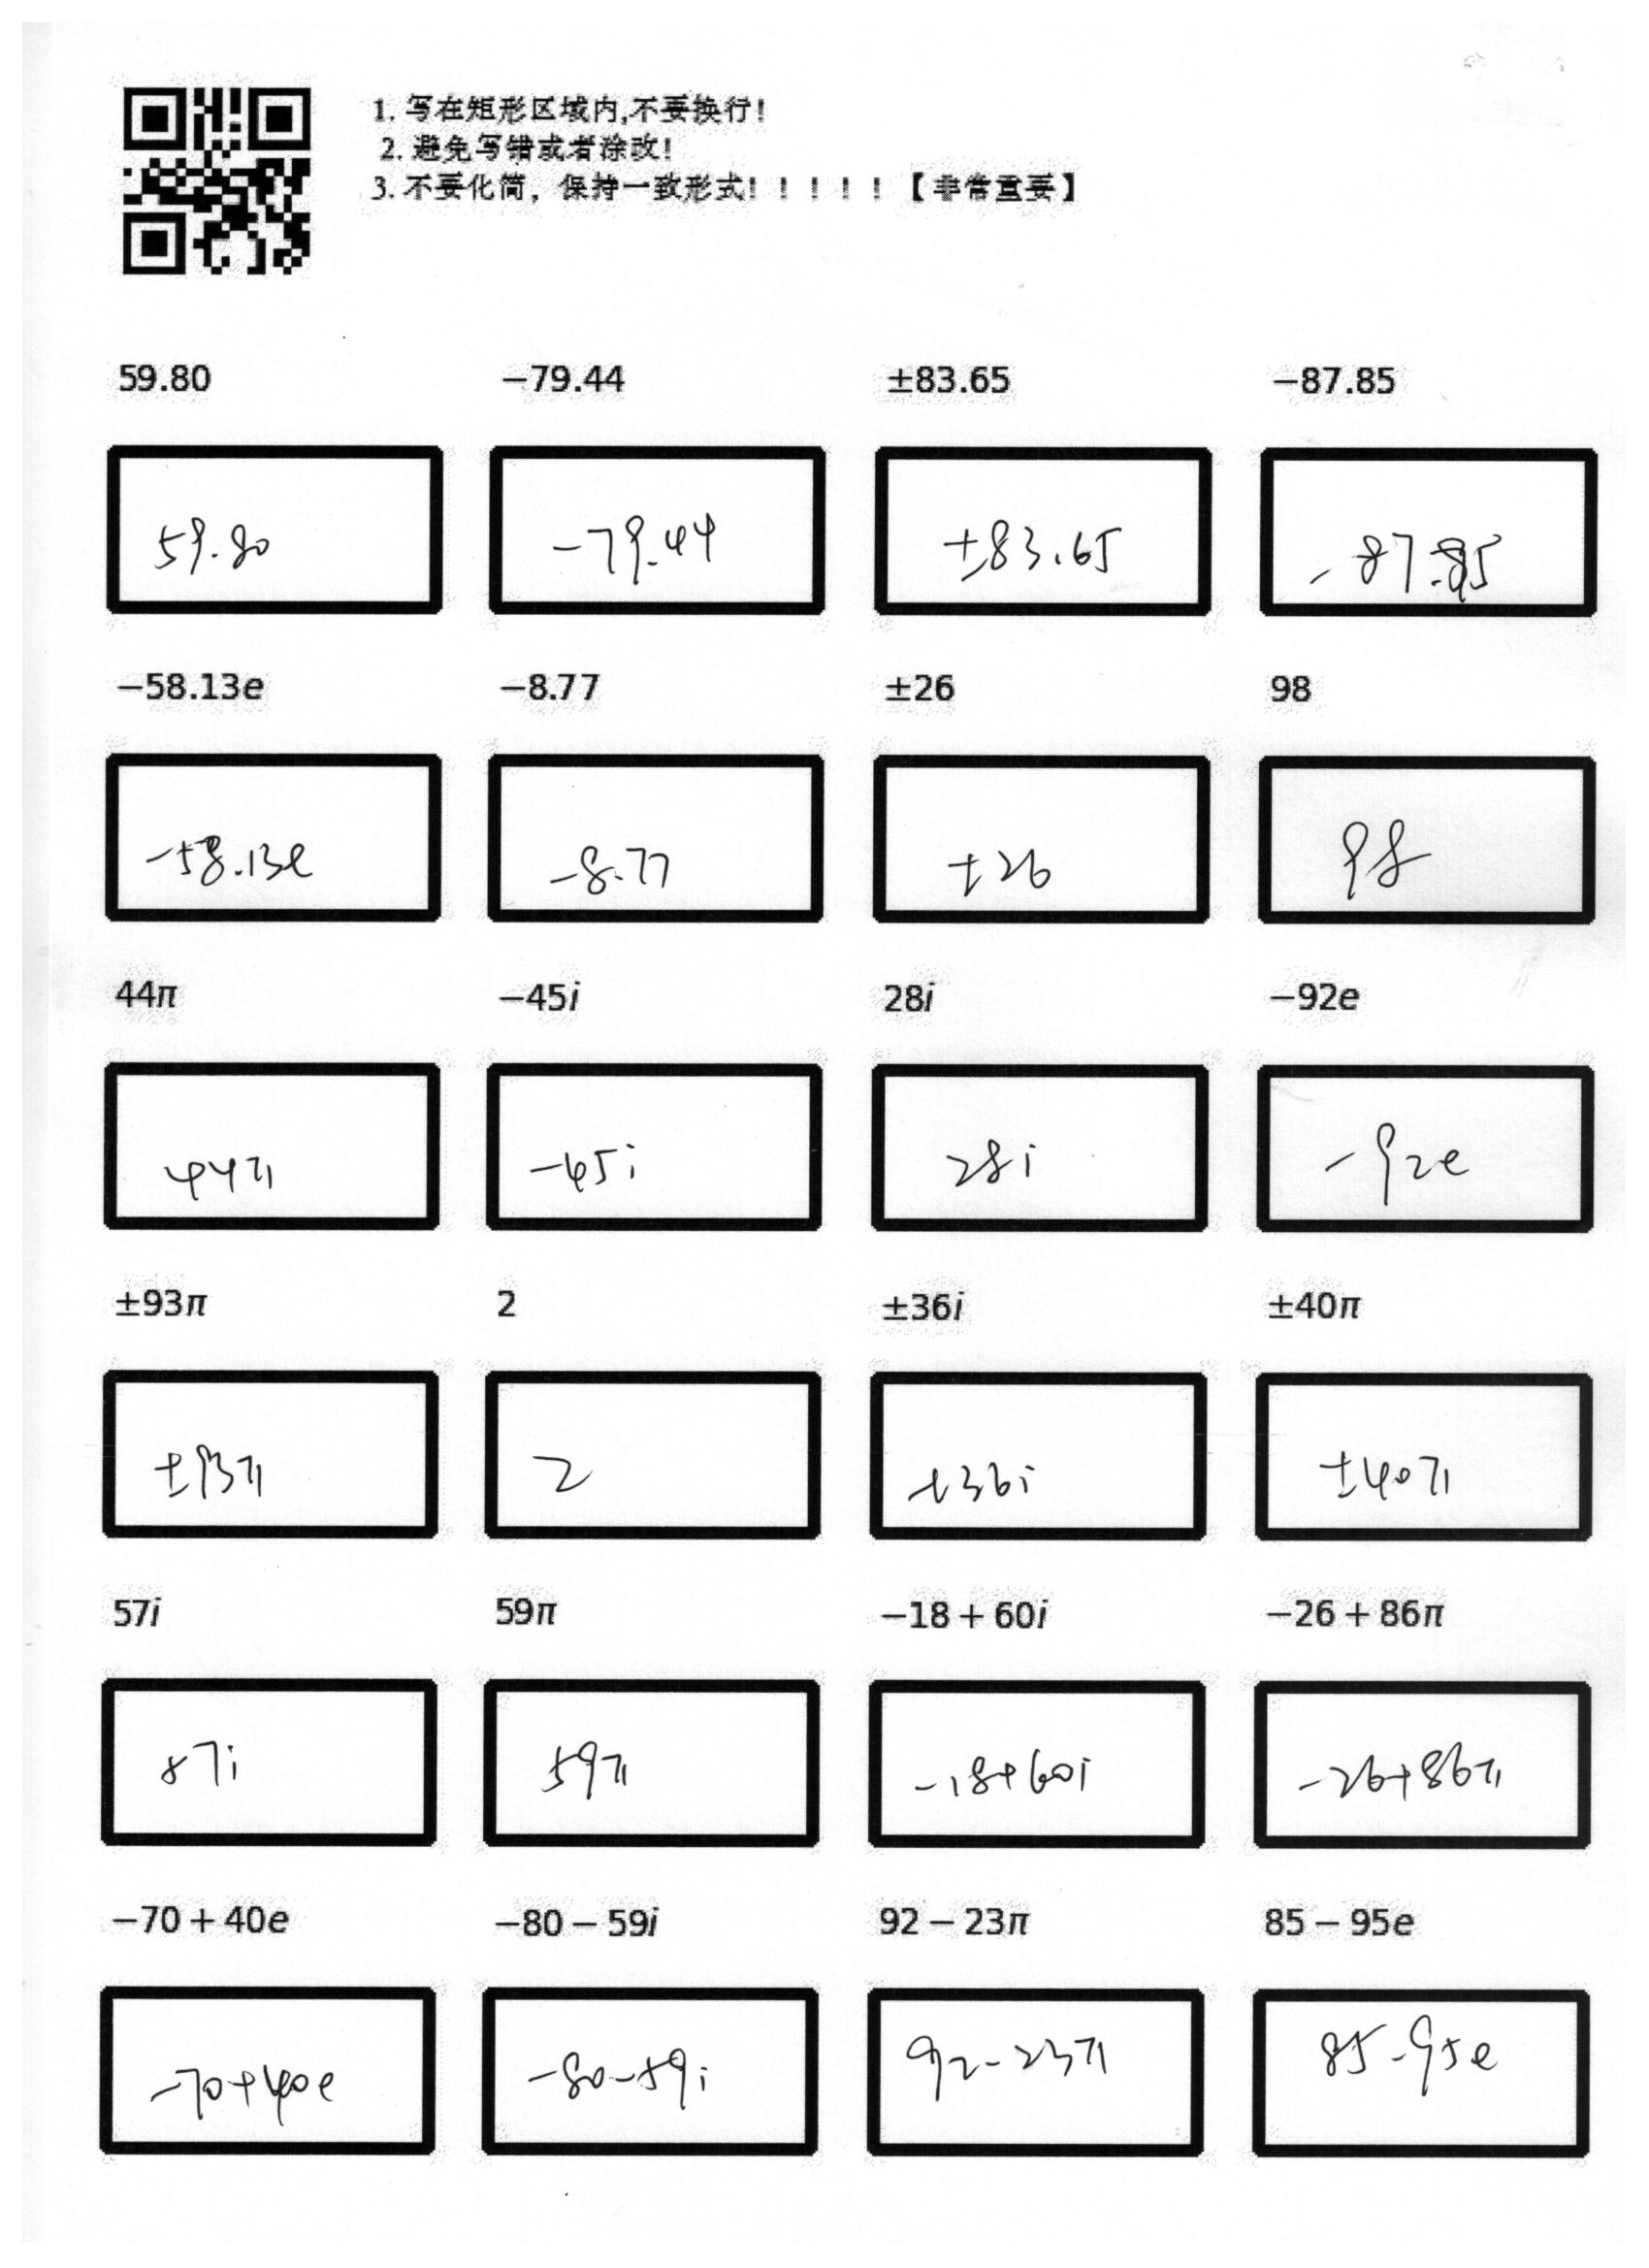 1. 写在矩形区域内,不要换行!
2. 避免写错或者涂改!
3. 不要化简，保持一致形式! ! ! ! ! 【非常重要】
59.80 −79.44 ±83.65 −87.85
59.80 -79.44 ±83.65 -87.85
−58.13e −8.77 ±26 98
-58.13e -8.77 ±26 98
44π −45i 28i −92e
44π -45i 28i -92e
±93π 2 ±36i ±40π
±93π 2 ±36i ±40π
57i 59π −18 + 60i −26 + 86π
57i 59π -18+60i -26+86π
−70 + 40e −80 − 59i 92 − 23π 85 − 95e
-70+40e -80-59i 92-23π 85-95e